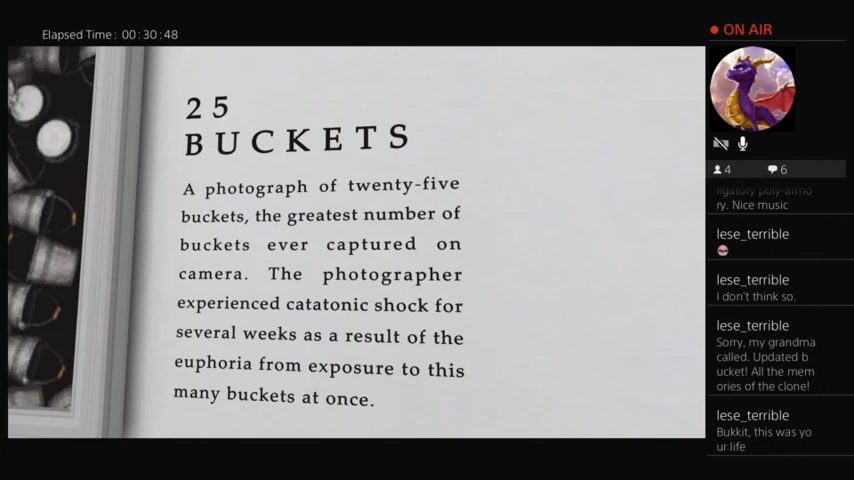 Elapsed Time : 00:30:48
ON AIR
25
BUCKETS
A photograph of twenty-five
buckets, the greatest number of
buckets ever captured on
camera. The photographer
experienced catatonic shock for
several weeks as a result of the
euphoria from exposure to this
many buckets at once.
4
6
ligatory poly-armo
ry. Nice music
lese_terrible
lese_terrible
I don't think so.
lese_terrible
Sorry, my grandma
called. Updated b
ucket! All the mem
ories of the clone!
lese_terrible
Bukkit, this was yo
ur life